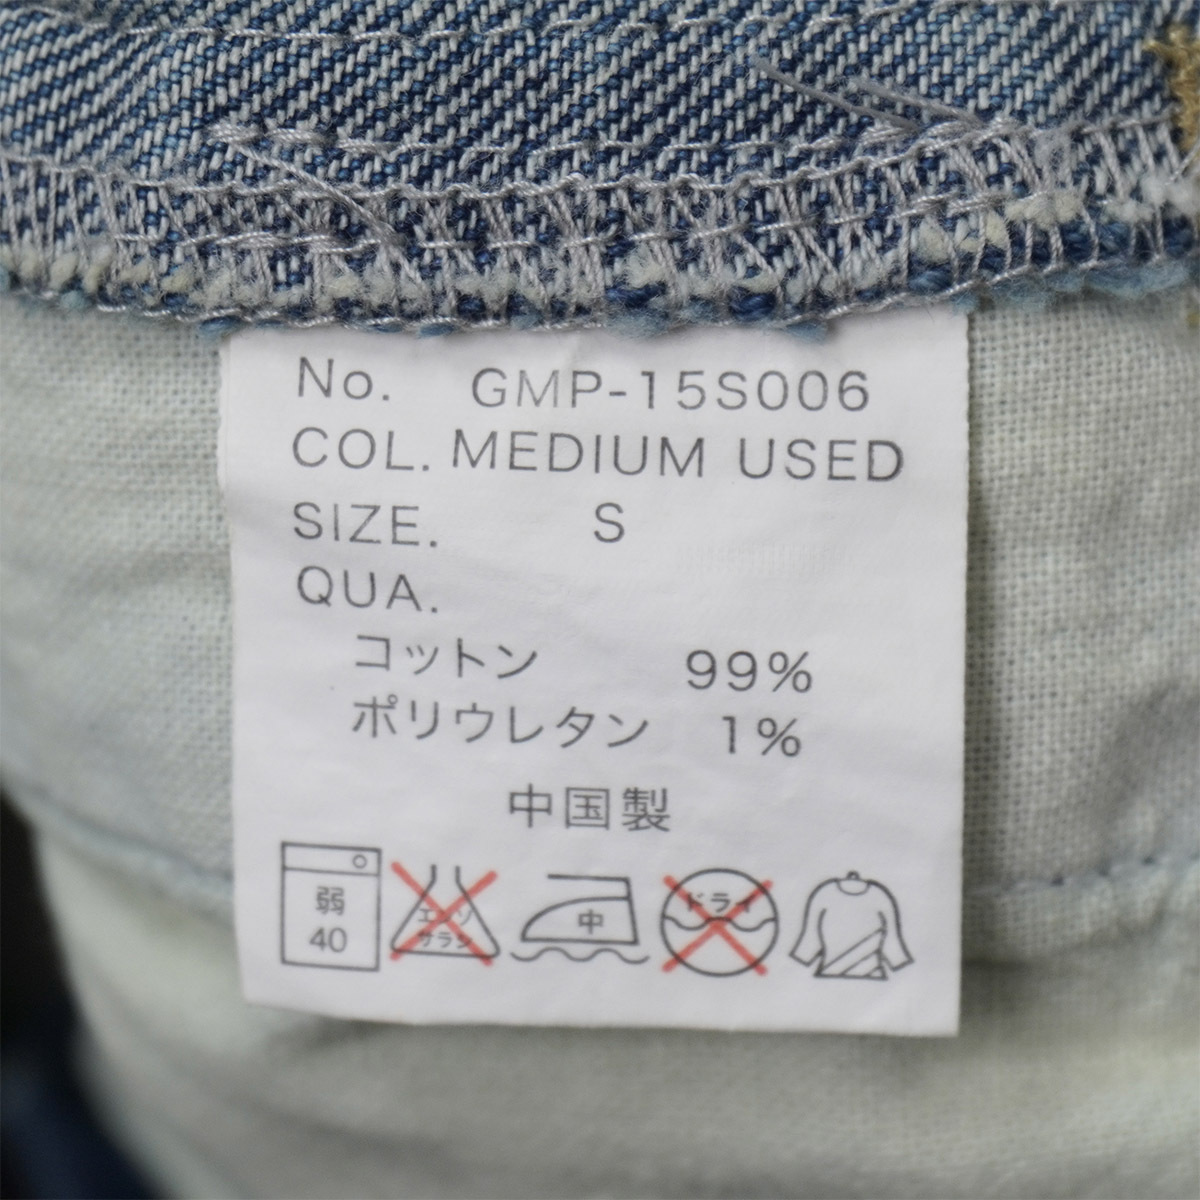 No. GMP-15S006
COL. MEDIUM USED
SIZE. S
QUA.
コットン 99%
ポリウレタン 1%
中国製
弱
40
エンソ
サラシ
中
ドライ